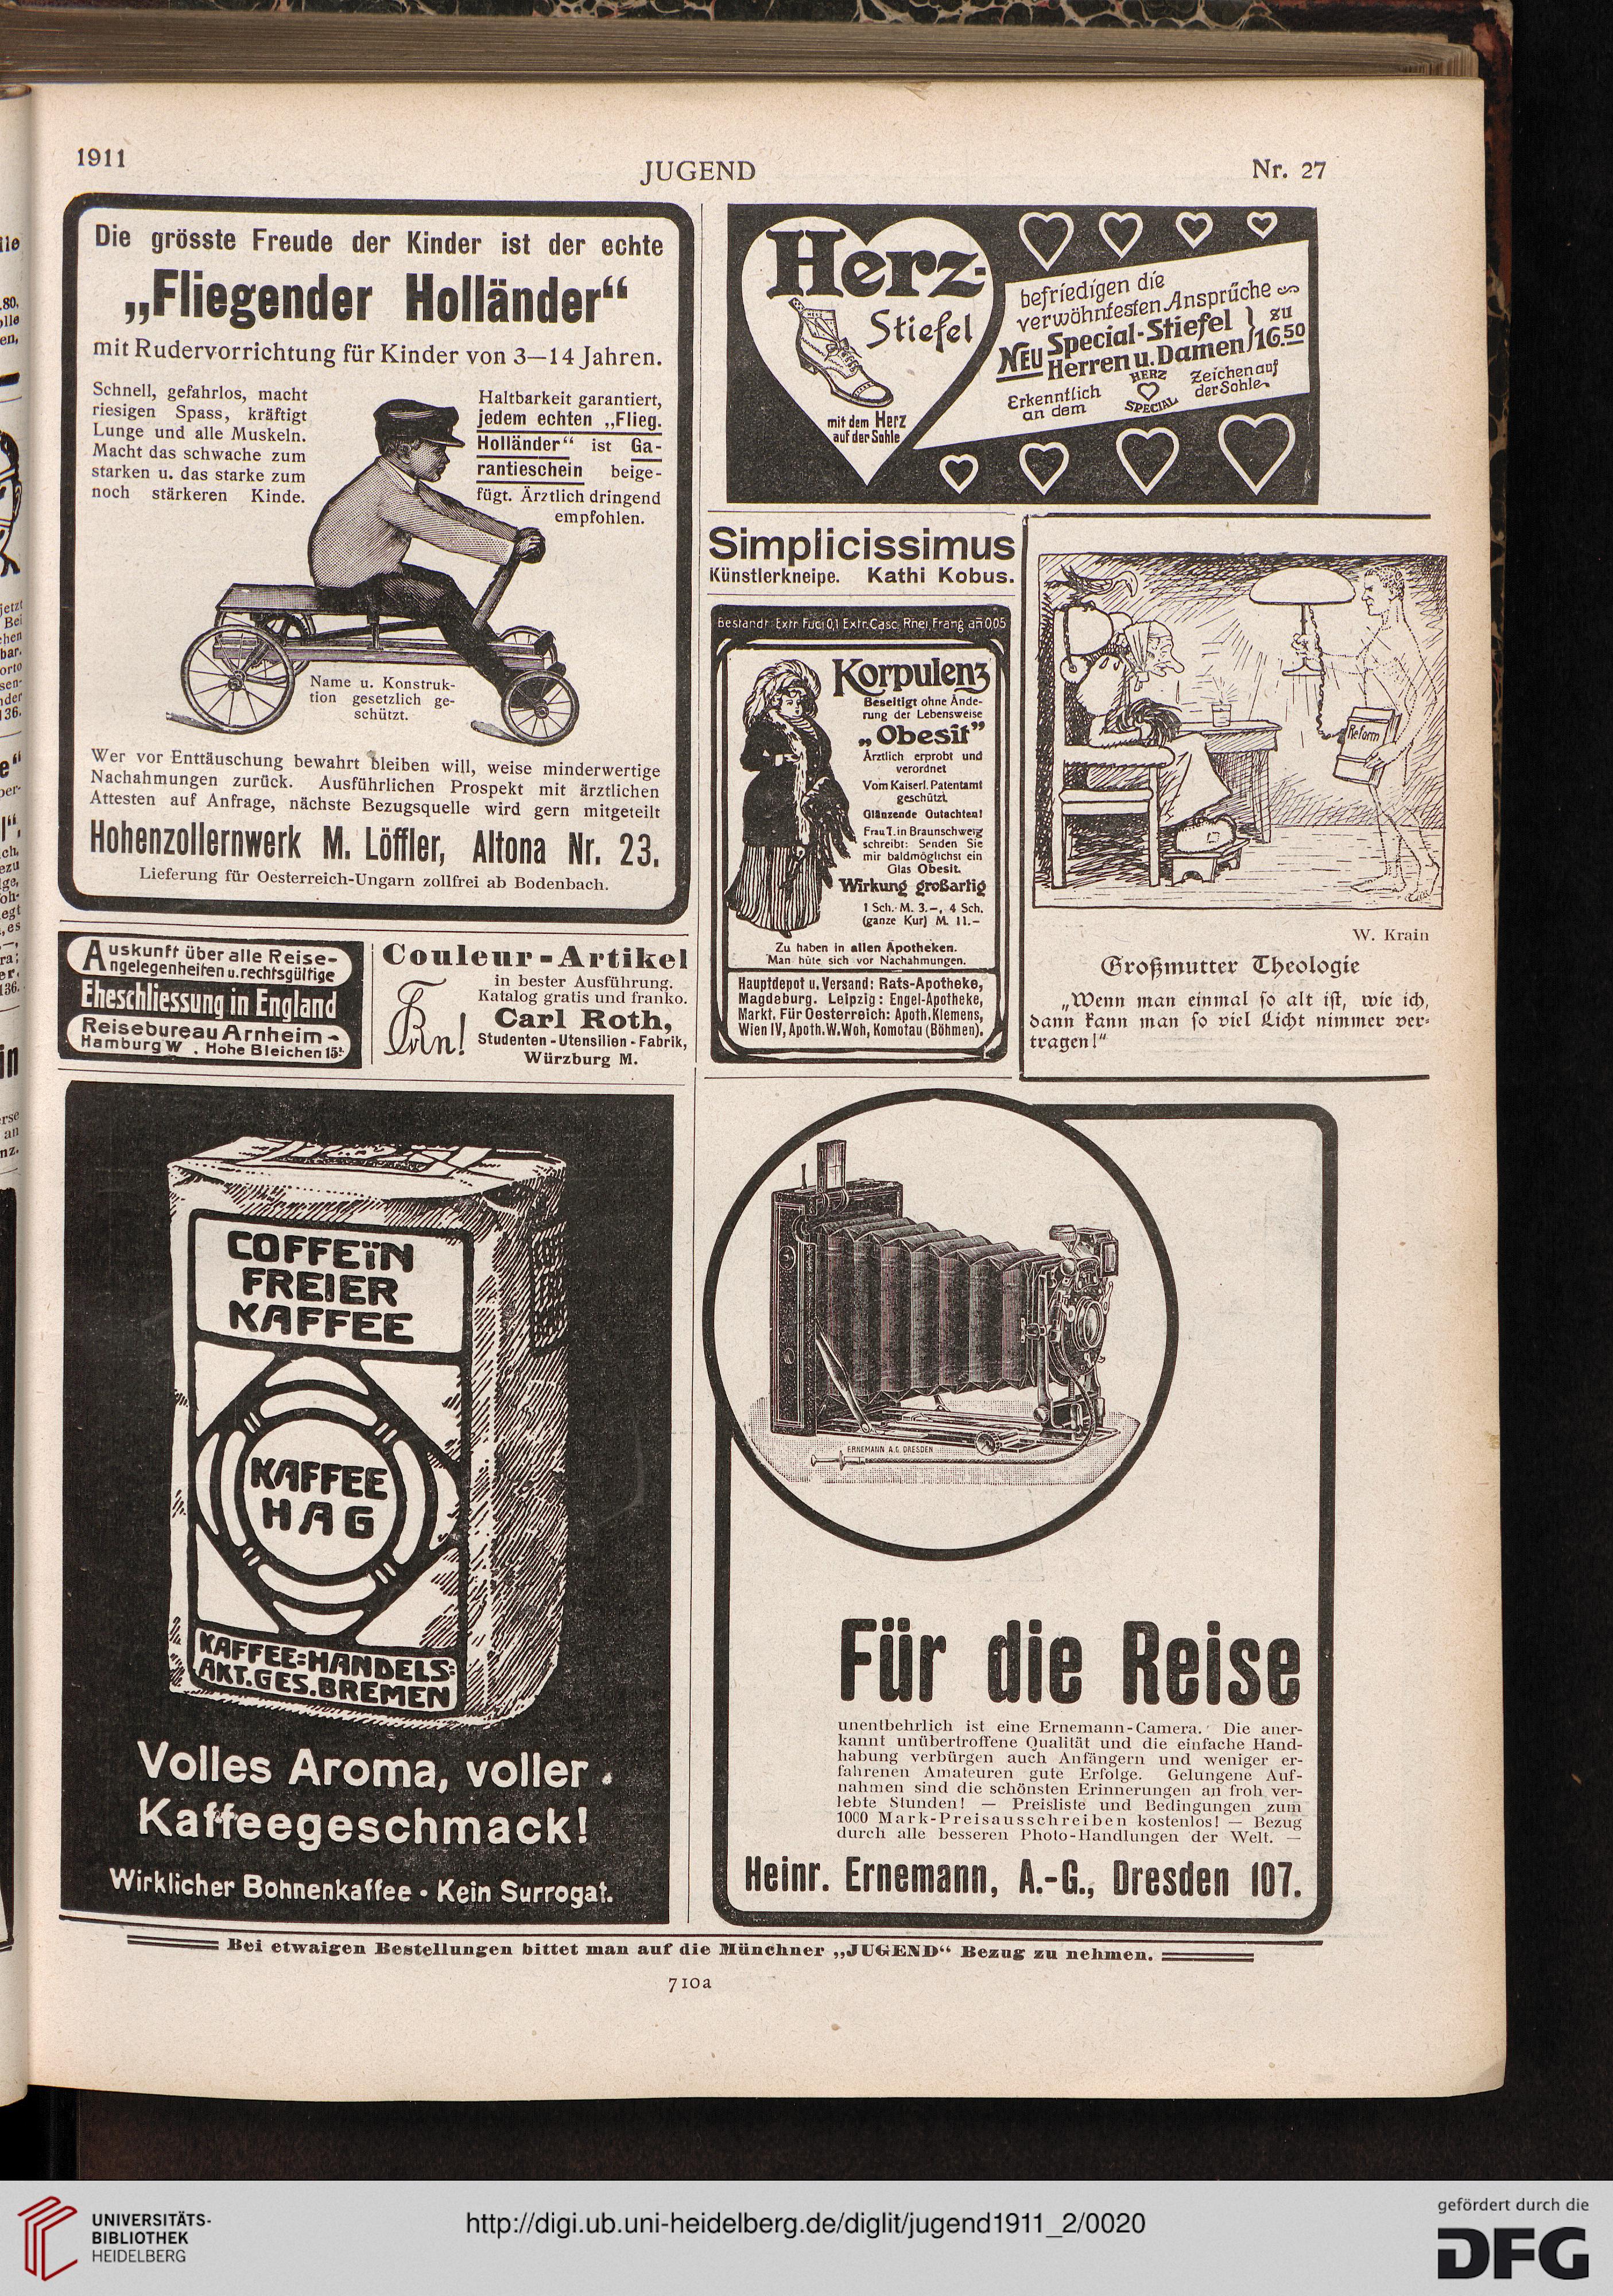 1911
JUGEND
Nr. 27
Die grösste Freude der Kinder ist der echte
„Fliegender Holländer“
mit Rudervorrichtung für Kinder von 3—14 Jahren.
Schnell, gefahrlos, macht
riesigen Spass, kräftigt
Lunge und alle Muskeln.
Macht das schwache zum
starken u. das starke zum
noch stärkeren Kinde.
Haltbarkeit garantiert,
jedem echten „Flieg.
Holländer“ ist Ga-
rantieschein beige-
fügt. Ärztlich dringend
empfohlen.
Name u. Konstruk-
tion gesetzlich ge-
schützt.
Wer vor Enttäuschung bewahrt bleiben will, weise minderwertige
Nachahmungen zurück. Ausführlichen Prospekt mit ärztlichen
Attesten auf Anfrage, nächste Bezugsquelle wird gern mitgeteilt
Hohenzollernwerk M. Löffler, Altona Nr. 23.
Lieferung für Oesterreich-Ungarn zollfrei ab Bodenbach.
Herz-
Stiefel
mit dem Herz
auf der Sohle
befriedigen die
verwöhntesten Ansprüche
NEU Special-Stiefel } zu
Herren u. Damen 16.50
Erkenntlich
an dem
HERZ
SPECIAL
Zeichen auf
der Sohle
Simplicissimus
Künstlerkneipe. Kathi Kobus.
Bestandt: Extr. Fuci 0,1 Extr. Casc. Rhei. Frang. an 0,05
Korpulenz
Beseitigt ohne Ände-
rung der Lebensweise
„Obesit”
Ärztlich erprobt und
verordnet
Vom Kaiserl. Patentamt
geschützt.
Glänzende Gutachten!
Frau T. in Braunschweig
schreibt: Senden Sie
mir baldmöglichst ein
Glas Obesit.
Wirkung großartig
1 Sch. M. 3.—, 4 Sch.
(ganze Kur) M. 11.—
Zu haben in allen Apotheken.
Man hüte sich vor Nachahmungen.
Hauptdepot u. Versand: Rats-Apotheke,
Magdeburg. Leipzig: Engel-Apotheke,
Markt. Für Oesterreich: Apoth. Klemens,
Wien IV, Apoth. W. Woh, Komotau (Böhmen).
Reform
W. Krain
Großmutter Theologie
„Wenn man einmal so alt ist, wie ich,
dann kann man so viel Licht nimmer ver-
tragen!“
Auskunft über alle Reise-
Angelegenheiten u. rechtsgültige
Eheschliessung in England
Reisebureau Arnheim
Hamburg W. Hohe Bleichen 15
Couleur-Artikel
in bester Ausführung.
Katalog gratis und franko.
Carl Roth,
Studenten-Utensilien-Fabrik,
Würzburg M.
COFFEÏN
FREIER
KAFFEE
KAFFEE
HAG
KAFFEE=HANDELS=
AKT.GES.BREMEN
Volles Aroma, voller
Kaffeegeschmack!
Wirklicher Bohnenkaffee • Kein Surrogat.
ERNEMANN A.G. DRESDEN
Für die Reise
unentbehrlich ist eine Ernemann-Camera. Die aner-
kannt unübertroffene Qualität und die einfache Hand-
habung verbürgen auch Anfängern und weniger er-
fahrenen Amateuren gute Erfolge. Gelungene Auf-
nahmen sind die schönsten Erinnerungen an froh ver-
lebte Stunden! — Preisliste und Bedingungen zum
1000 Mark-Preisausschreiben kostenlos! — Bezug
durch alle besseren Photo-Handlungen der Welt. —
Heinr. Ernemann, A.-G., Dresden 107.
Bei etwaigen Bestellungen bittet man auf die Münchner „JUGEND“ Bezug zu nehmen.
710a
UNIVERSITÄTS-
BIBLIOTHEK
HEIDELBERG
http://digi.ub.uni-heidelberg.de/diglit/jugend1911_2/0020
gefördert durch die
DFG